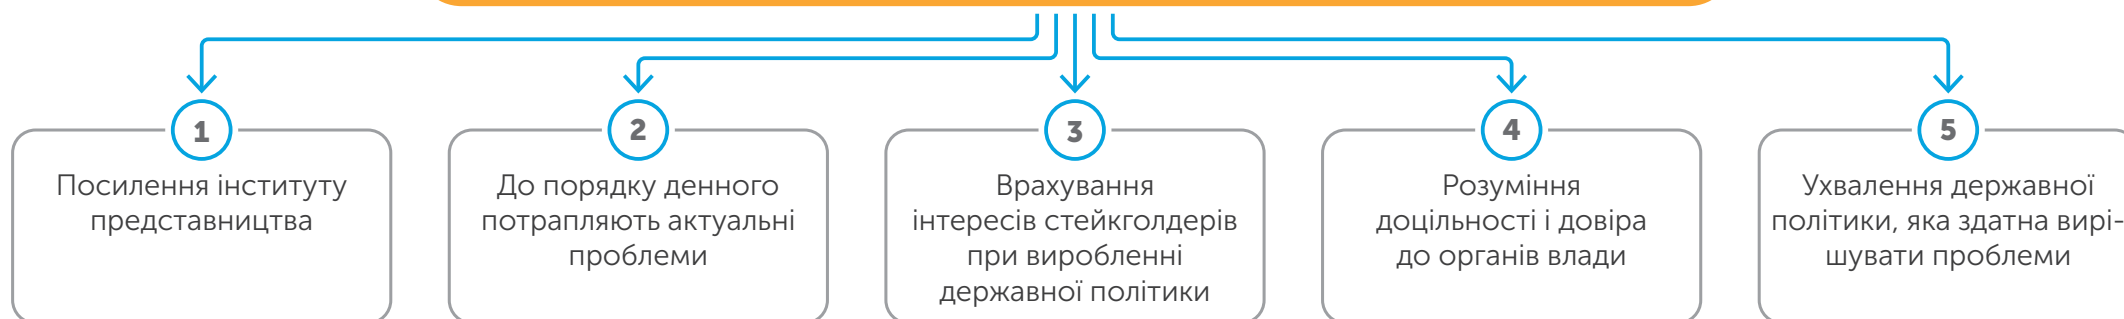 1
Посилення інституту
представництва
2
До порядку денного
потрапляють актуальні
проблеми
3
Врахування
інтересів стейкголдерів
при виробленні
державної політики
4
Розуміння
доцільності і довіра
до органів влади
5
Ухвалення державної
політики, яка здатна вирі-
шувати проблеми